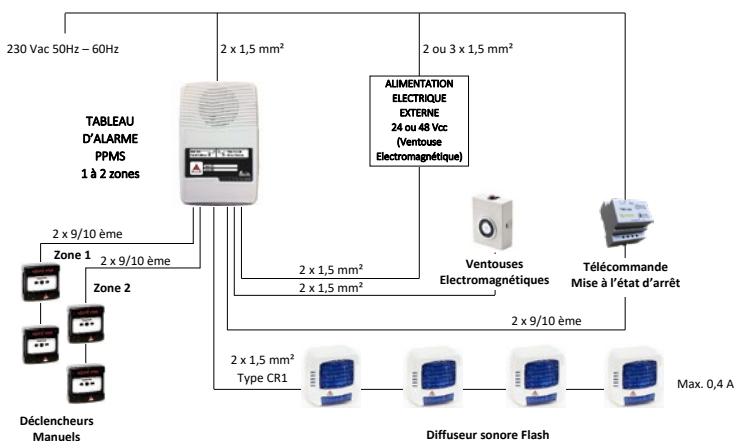 230 Vac 50Hz – 60Hz
2 x 1,5 mm²
2 ou 3 x 1,5 mm²
ALIMENTATION
ELECTRIQUE
EXTERNE
24 ou 48 Vcc
(Ventouse
Electromagnétique)
TABLEAU
D’ALARME
PPMS
1 à 2 zones
2 x 9/10 ème
Zone 1
2 x 9/10 ème
Zone 2
2 x 1,5 mm²
2 x 1,5 mm²
Ventouses
Electromagnétiques
Télécommande
Mise à l’état d’arrêt
2 x 9/10 ème
2 x 1,5 mm²
Type CR1
Max. 0,4 A
Déclencheurs
Manuels
Diffuseur sonore Flash